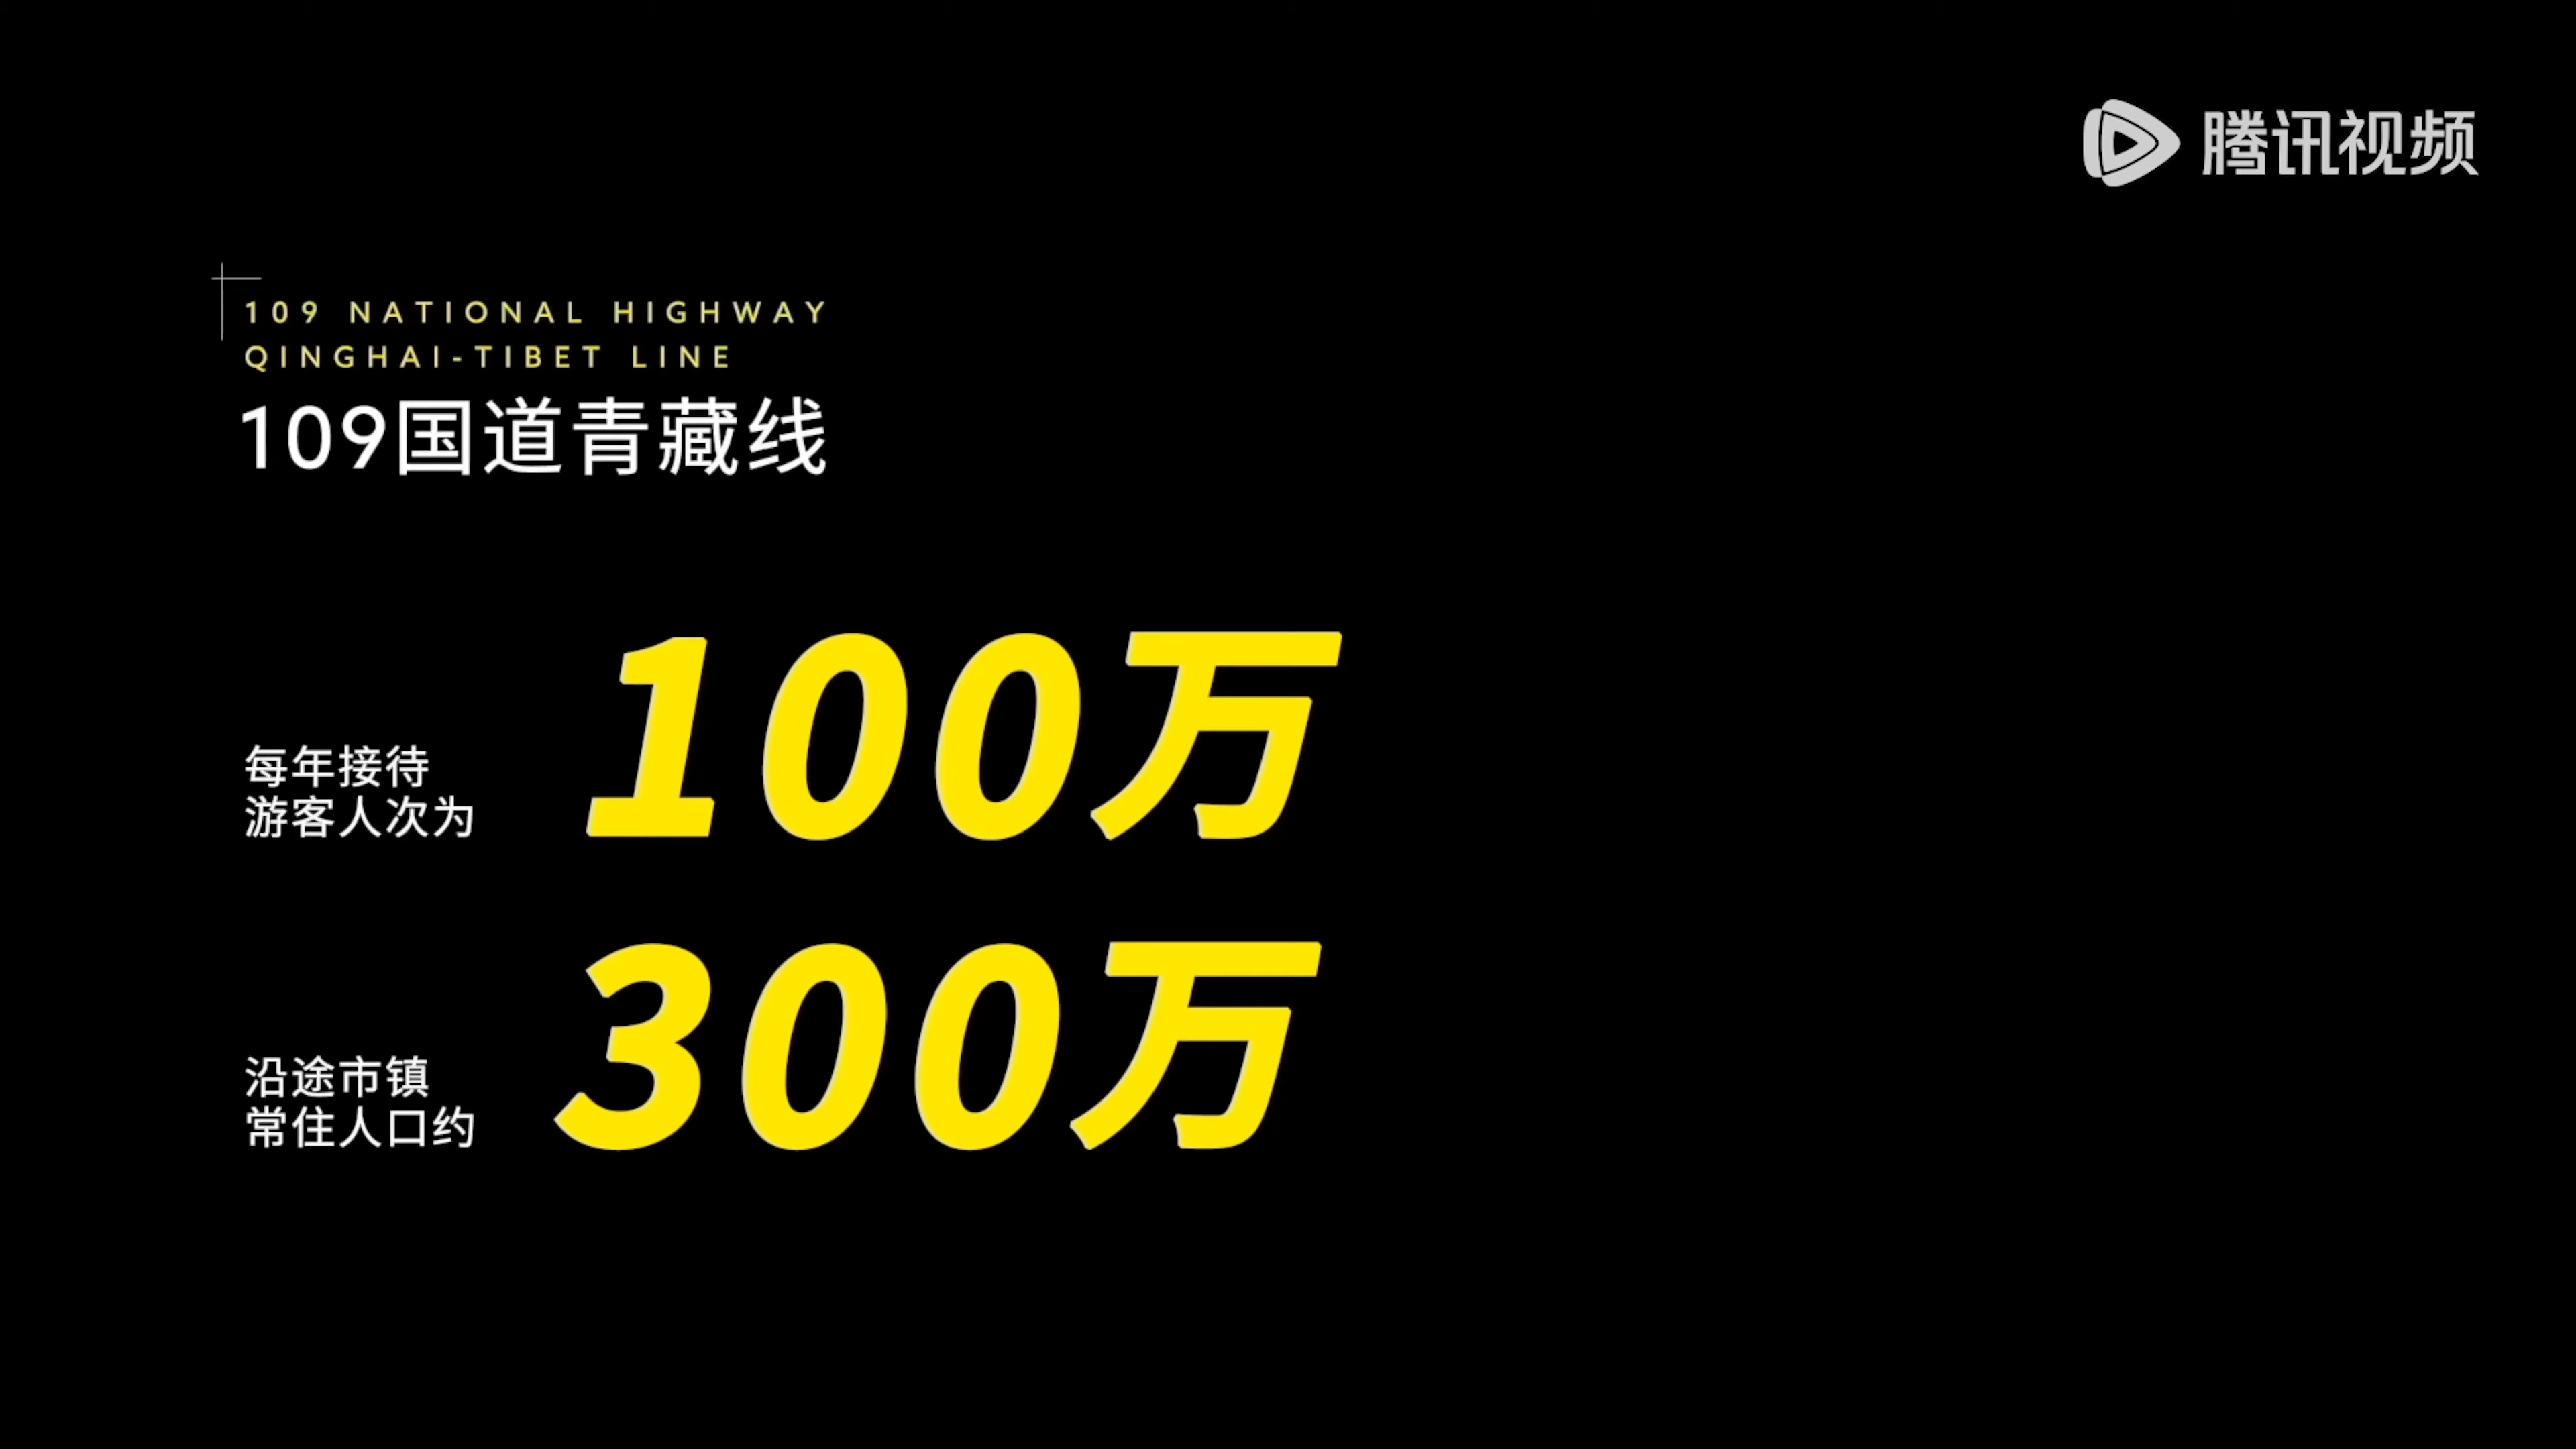 腾讯视频
109 NATIONAL HIGHWAY
QINGHAI-TIBET LINE
109国道青藏线
每年接待
游客人次为
100万
沿途市镇
常住人口约
300万